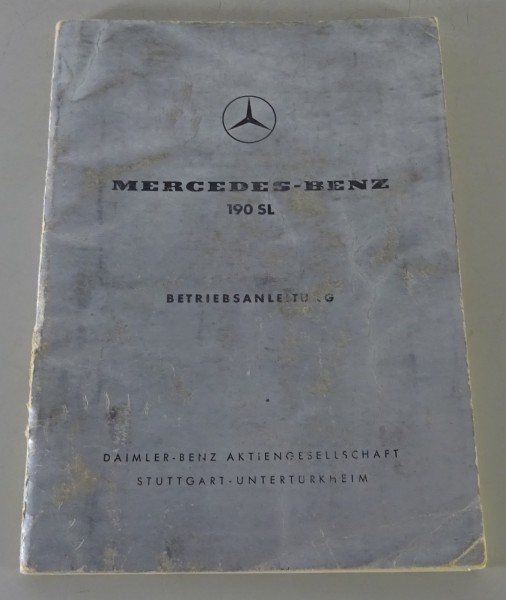 MERCEDES-BENZ
190 SL
BETRIEBSANLEITUNG
DAIMLER-BENZ AKTIENGESELLSCHAFT
STUTTGART-UNTERTÜRKHEIM